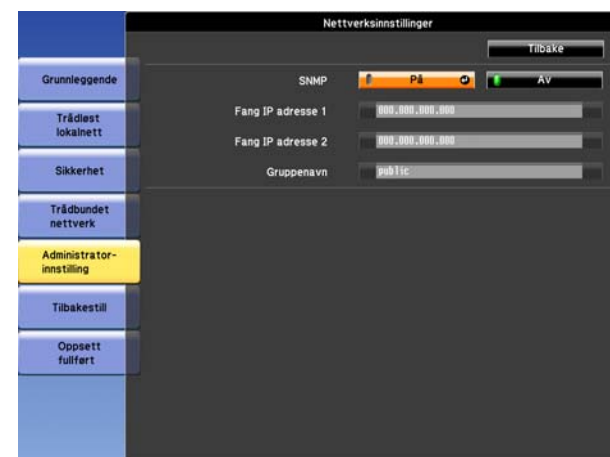 Nettverksinnstillinger
Tilbake
Grunnleggende
Trådløst
lokalnett
Sikkerhet
Trådbundet
nettverk
Administrator-
innstilling
Tilbakestill
Oppsett
fullført
SNMP
På
Av
Fang IP adresse 1
000.000.000.000
Fang IP adresse 2
000.000.000.000
Gruppenavn
public